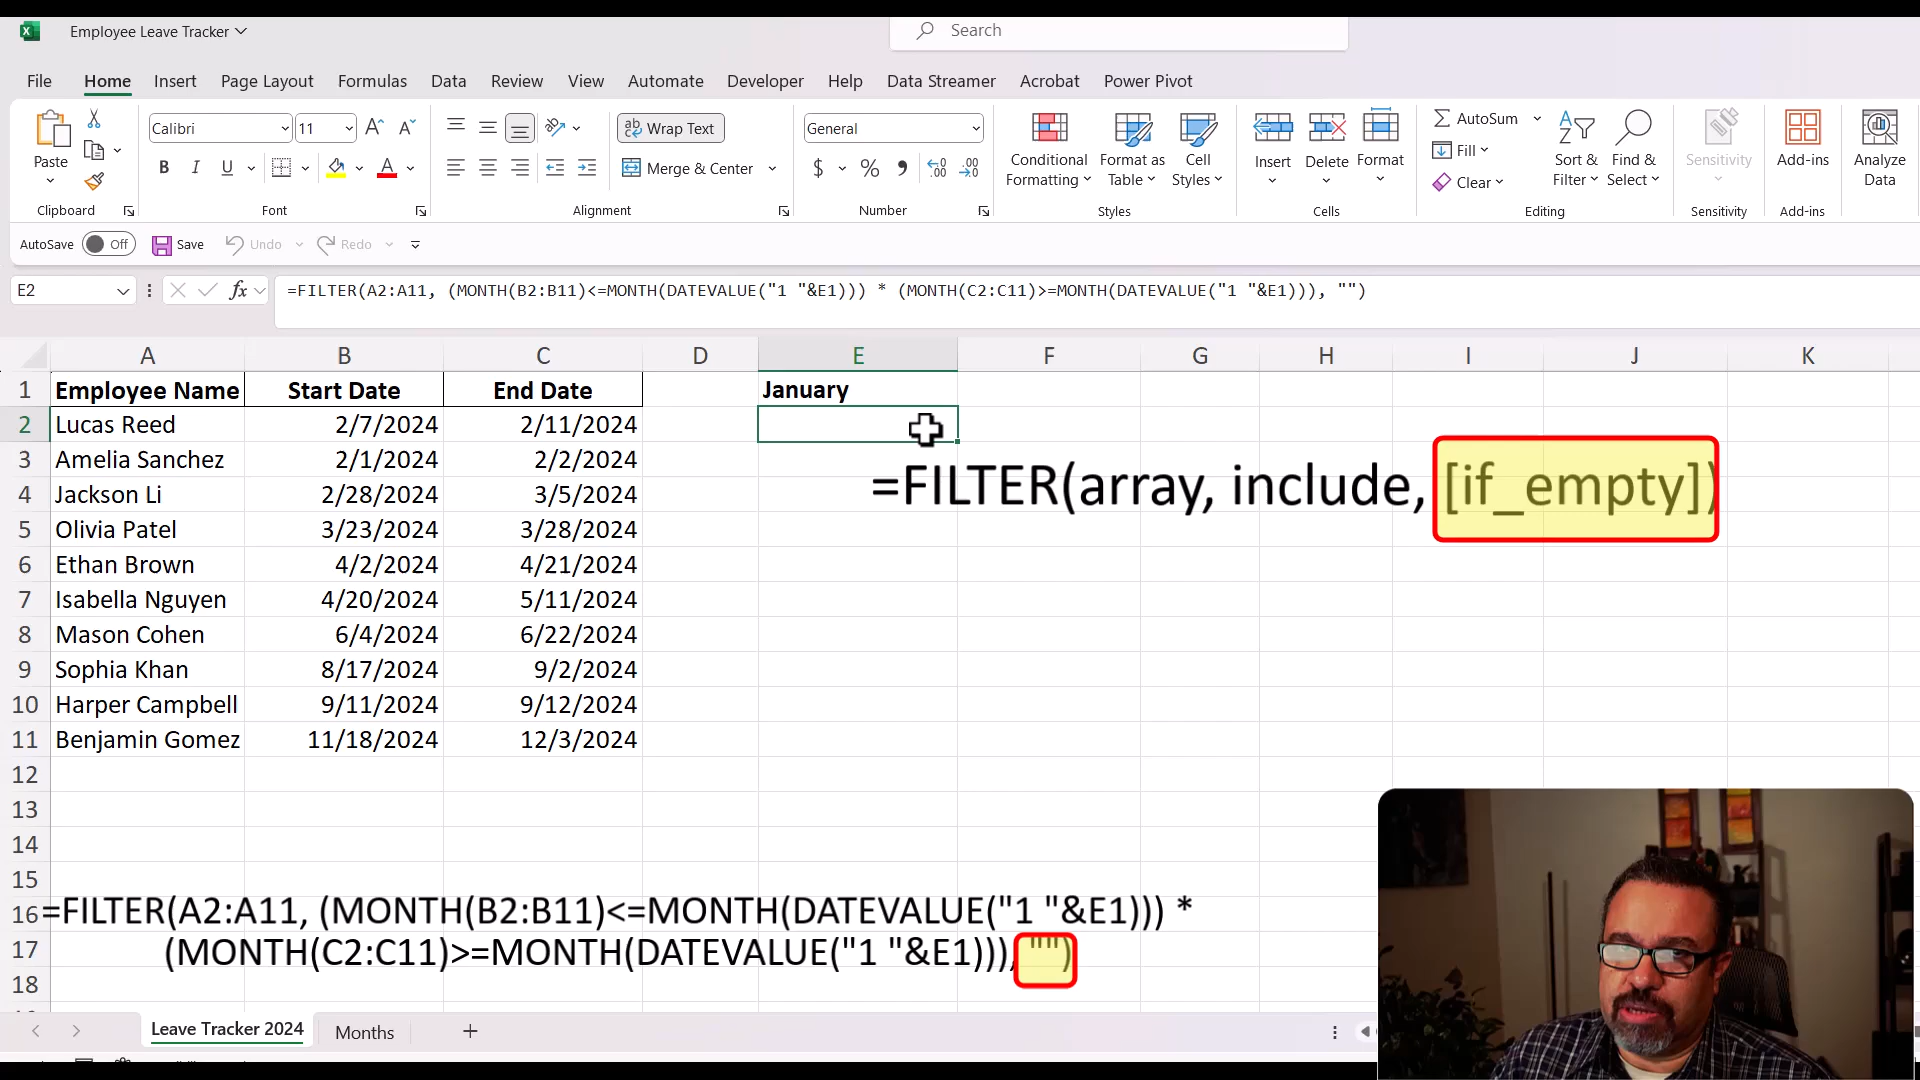 Employee Leave Tracker
Search
File Home Insert Page Layout Formulas Data Review View Automate Developer Help Data Streamer Acrobat Power Pivot
Paste
Clipboard
Calibri 11
B I U
Font
Wrap Text
Merge & Center
Alignment
General
$ % ,
Number
Conditional Formatting
Format as Table
Cell Styles
Styles
Insert Delete Format
Cells
AutoSum
Fill
Clear
Sort & Filter
Find & Select
Editing
Sensitivity
Sensitivity
Add-ins
Add-ins
Analyze Data
AutoSave Off Save Undo Redo
E2 fx =FILTER(A2:A11, (MONTH(B2:B11)<=MONTH(DATEVALUE("1 "&E1))) * (MONTH(C2:C11)>=MONTH(DATEVALUE("1 "&E1))), "")
A B C D E F G H I J K
1 Employee Name Start Date End Date January
2 Lucas Reed 2/7/2024 2/11/2024
3 Amelia Sanchez 2/1/2024 2/2/2024
=FILTER(array, include, [if_empty])
4 Jackson Li 2/28/2024 3/5/2024
5 Olivia Patel 3/23/2024 3/28/2024
6 Ethan Brown 4/2/2024 4/21/2024
7 Isabella Nguyen 4/20/2024 5/11/2024
8 Mason Cohen 6/4/2024 6/22/2024
9 Sophia Khan 8/17/2024 9/2/2024
10 Harper Campbell 9/11/2024 9/12/2024
11 Benjamin Gomez 11/18/2024 12/3/2024
12
13
14
15
16 =FILTER(A2:A11, (MONTH(B2:B11)<=MONTH(DATEVALUE("1 "&E1))) *
17 (MONTH(C2:C11)>=MONTH(DATEVALUE("1 "&E1))), "")
18
Leave Tracker 2024 Months